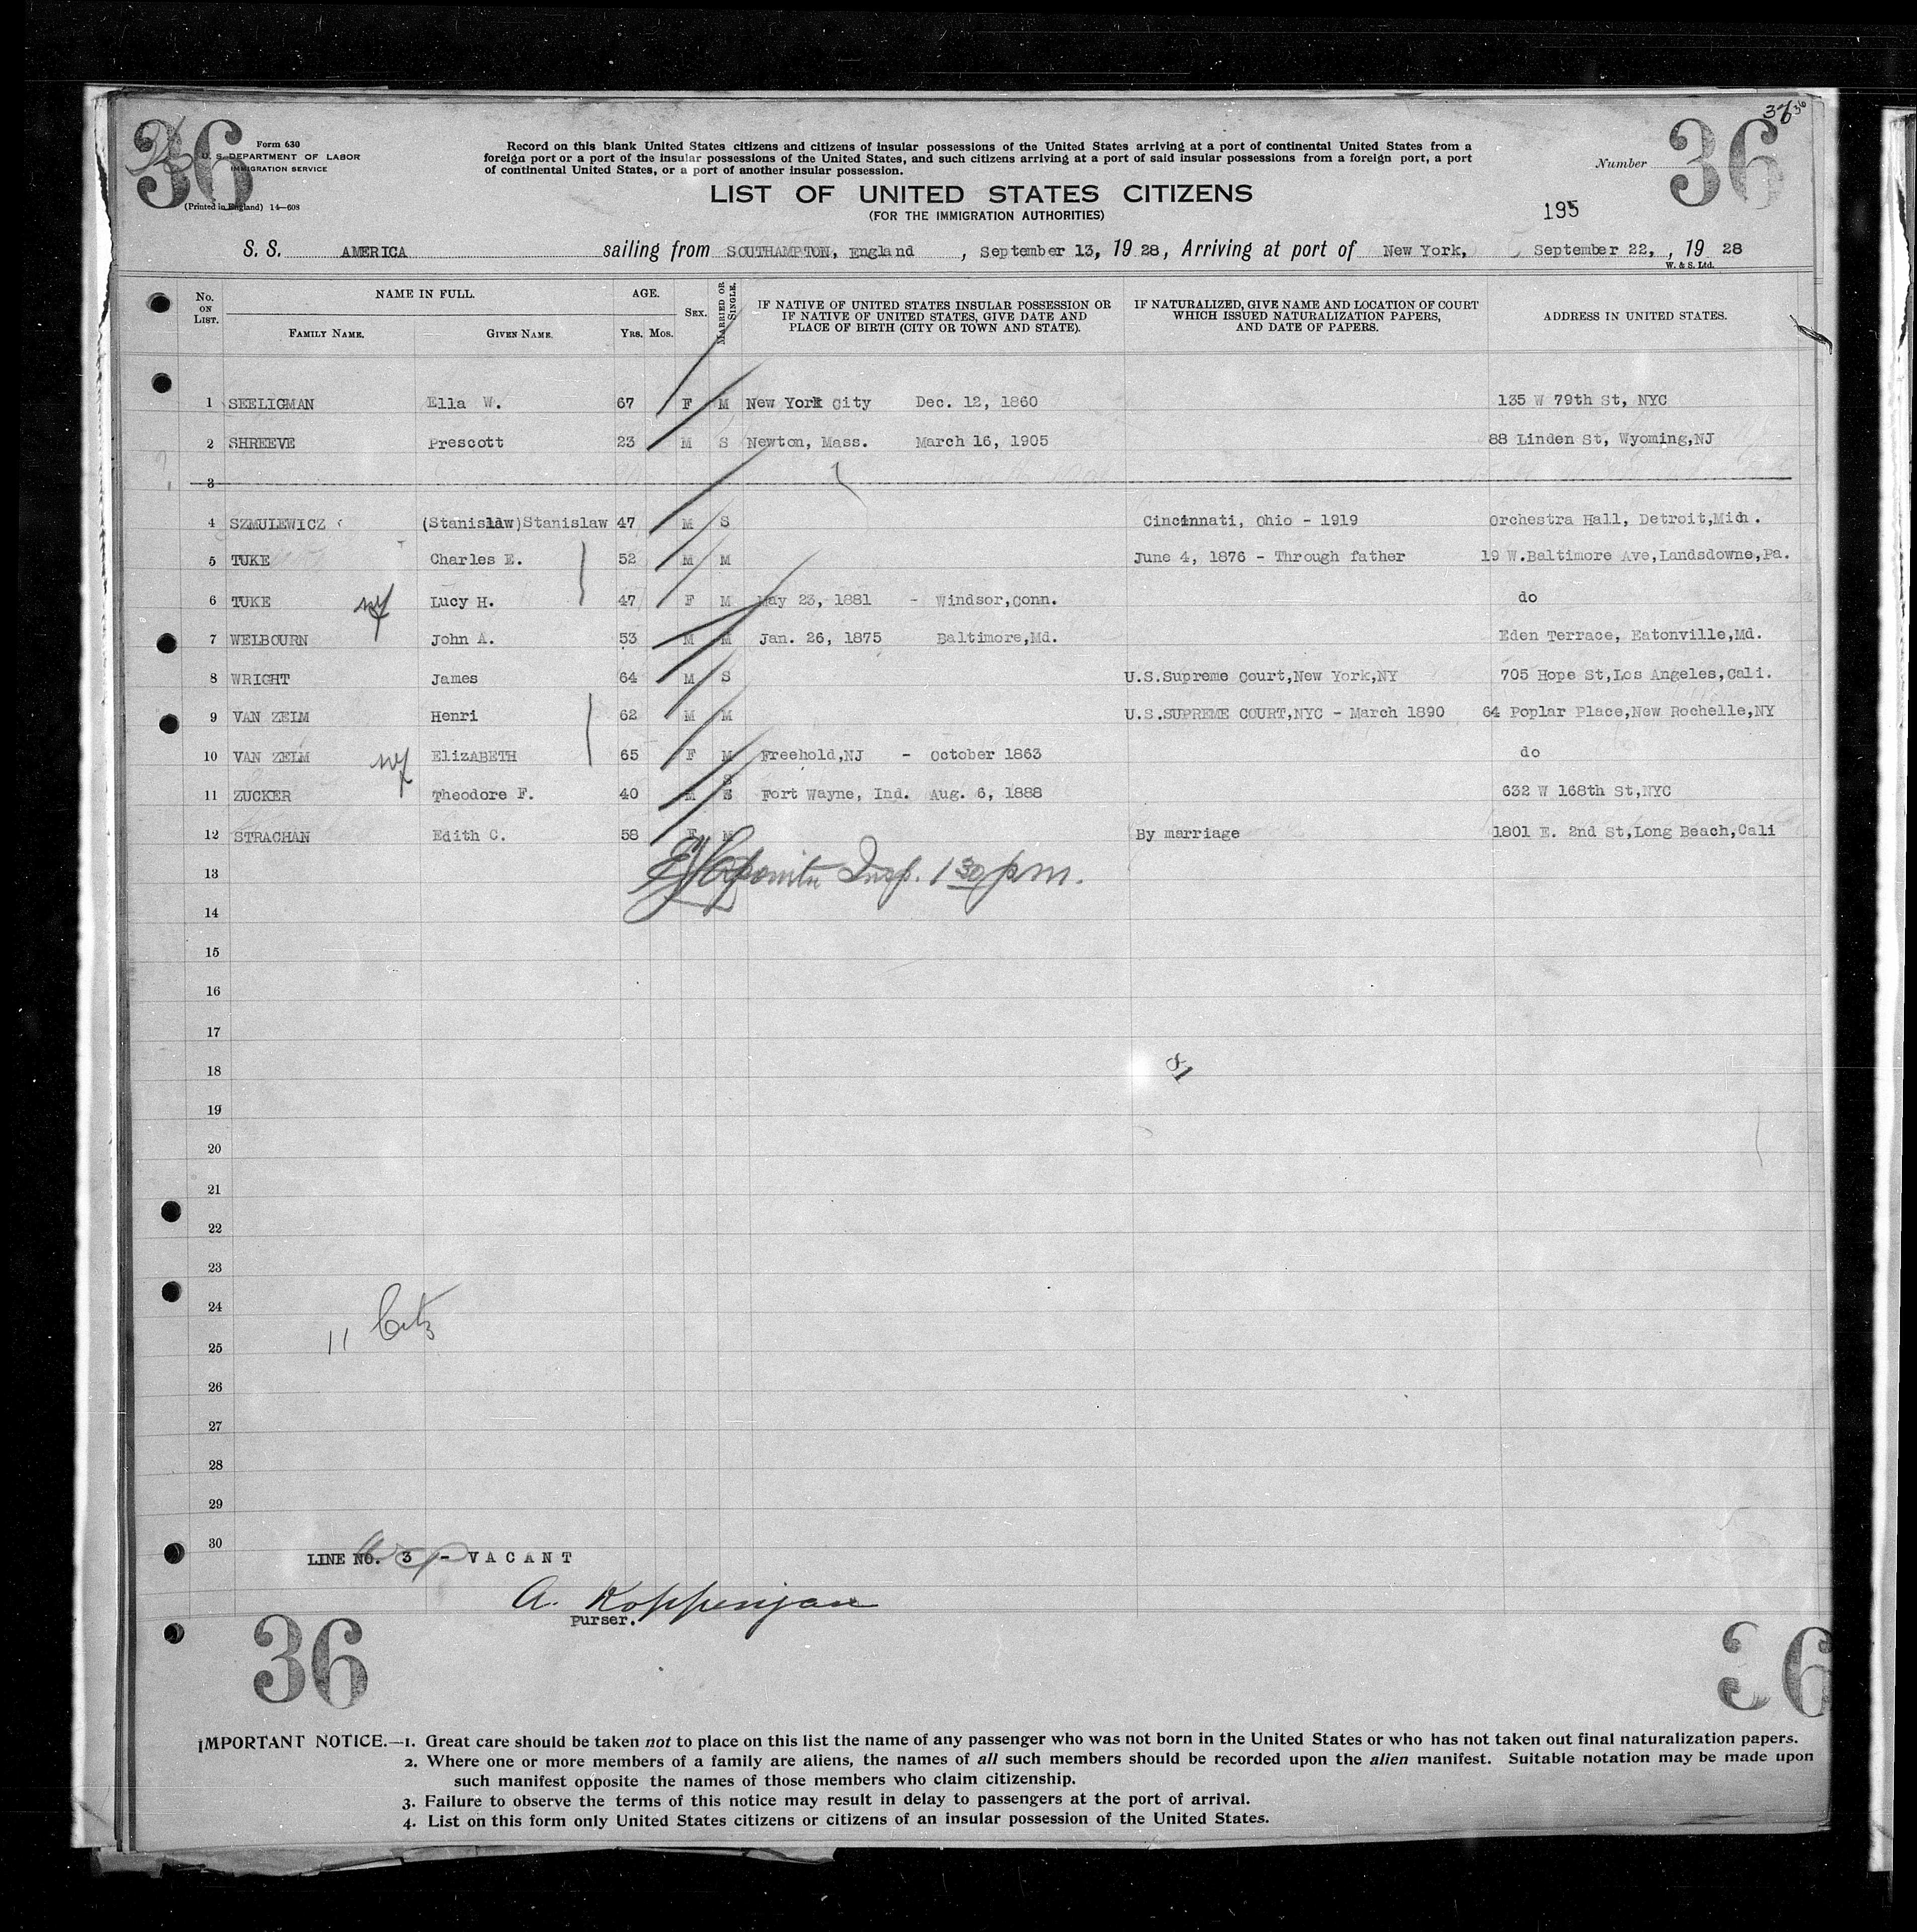 36 36 36
Form 630
U. S. DEPARTMENT OF LABOR
IMMIGRATION SERVICE
(Printed in England) 14—608
Record on this blank United States citizens and citizens of insular possessions of the United States arriving at a port of continental United States from a
foreign port or a port of the insular possessions of the United States, and such citizens arriving at a port of said insular possessions from a foreign port, a port
of continental United States, or a port of another insular possession.
Number
LIST OF UNITED STATES CITIZENS
(FOR THE IMMIGRATION AUTHORITIES)
195
S. S. AMERICA sailing from SOUTHAMPTON, England , September 13, 19 28, Arriving at port of New York, September 22, , 19 28
W. & S. Ltd.
No. ON LIST. NAME IN FULL. AGE. SEX. MARRIED OR SINGLE. IF NATIVE OF UNITED STATES INSULAR POSSESSION OR IF NATIVE OF UNITED STATES, GIVE DATE AND PLACE OF BIRTH (CITY OR TOWN AND STATE). IF NATURALIZED, GIVE NAME AND LOCATION OF COURT WHICH ISSUED NATURALIZATION PAPERS, AND DATE OF PAPERS. ADDRESS IN UNITED STATES.
FAMILY NAME. GIVEN NAME. YRS. MOS.
1 SEELIGMAN Ella W. 67 F M New York City Dec. 12, 1860 135 W 79th St, NYC
2 SHREEVE Prescott 23 M S Newton, Mass. March 16, 1905 88 Linden St, Wyoming,NJ
3
4 SZMULEWICZ (Stanislaw)Stanislaw 47 M S Cincinnati, Ohio - 1919 Orchestra Hall, Detroit,Mich.
5 TUKE Charles E. 52 M M June 4, 1876 - Through father 19 W.Baltimore Ave,Landsdowne,Pa.
6 TUKE Lucy H. 47 F M May 23, 1881 - Windsor,Conn. do
7 WELBOURN John A. 53 M M Jan. 26, 1875 Baltimore,Md. Eden Terrace, Eatonville,Md.
8 WRIGHT James 64 M S U.S.Supreme Court,New York,NY 705 Hope St,Los Angeles,Cali.
9 VAN ZELM Henri 62 M M U.S.SUPREME COURT,NYC - March 1890 64 Poplar Place,New Rochelle,NY
10 VAN ZELM ElizABETH 65 F M Freehold,NJ - October 1863 do
11 ZUCKER Theodore F. 40 M S S Fort Wayne, Ind. Aug. 6, 1888 632 W 168th St,NYC
12 STRACHAN Edith C. 58 F M By marriage 1801 E. 2nd St,Long Beach,Cali
13 Insp. 1 30 pm.
14
15
16
17
18
81
19
20
21
22
23
24
11 Citz
25
26
27
28
29
30
LINE NO. 3 - VACANT
A. Koppenjan
Purser.
36 36
IMPORTANT NOTICE.—1. Great care should be taken not to place on this list the name of any passenger who was not born in the United States or who has not taken out final naturalization papers.
2. Where one or more members of a family are aliens, the names of all such members should be recorded upon the alien manifest. Suitable notation may be made upon
such manifest opposite the names of those members who claim citizenship.
3. Failure to observe the terms of this notice may result in delay to passengers at the port of arrival.
4. List on this form only United States citizens or citizens of an insular possession of the United States.